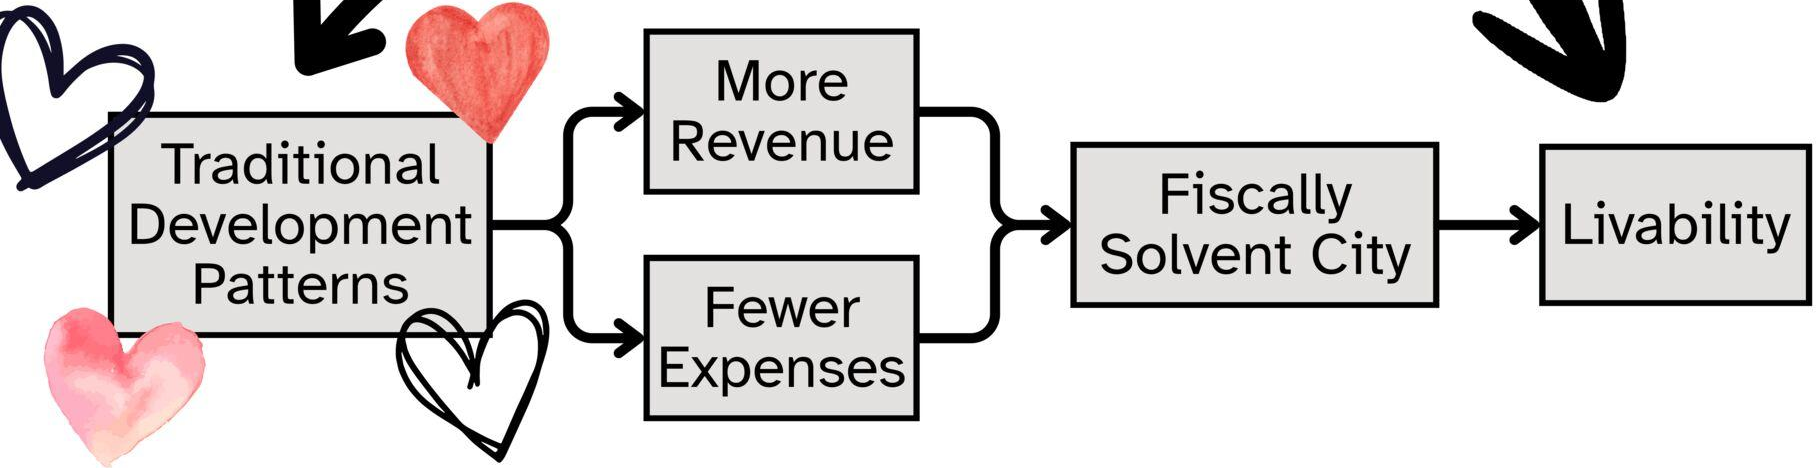 Traditional
Development
Patterns
More
Revenue
Fewer
Expenses
Fiscally
Solvent City
Livability